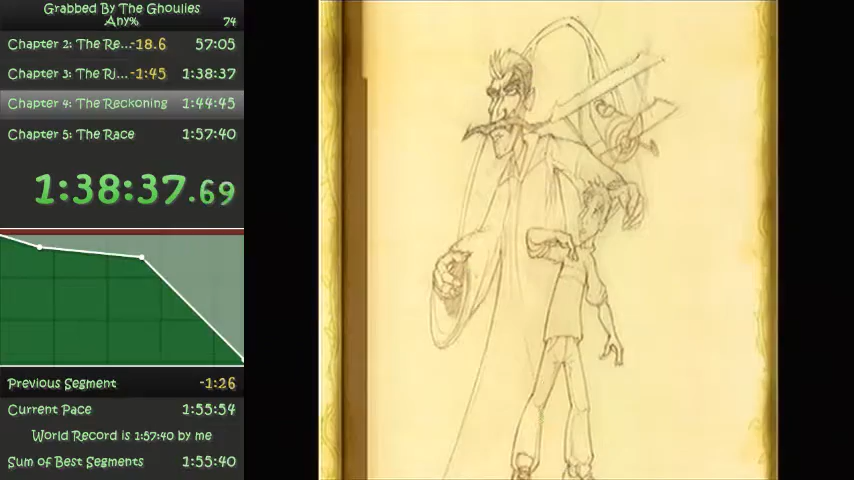 Grabbed By The Ghoulies
Any% 74
Chapter 2: The Re... -18.6 57:05
Chapter 3: The Rj... -1:45 1:38:37
Chapter 4: The Reckoning 1:44:45
Chapter 5: The Race 1:57:40
1:38:37.69
Previous Segment -1:26
Current Pace 1:55:54
World Record is 1:57:40 by me
Sum of Best Segments 1:55:40